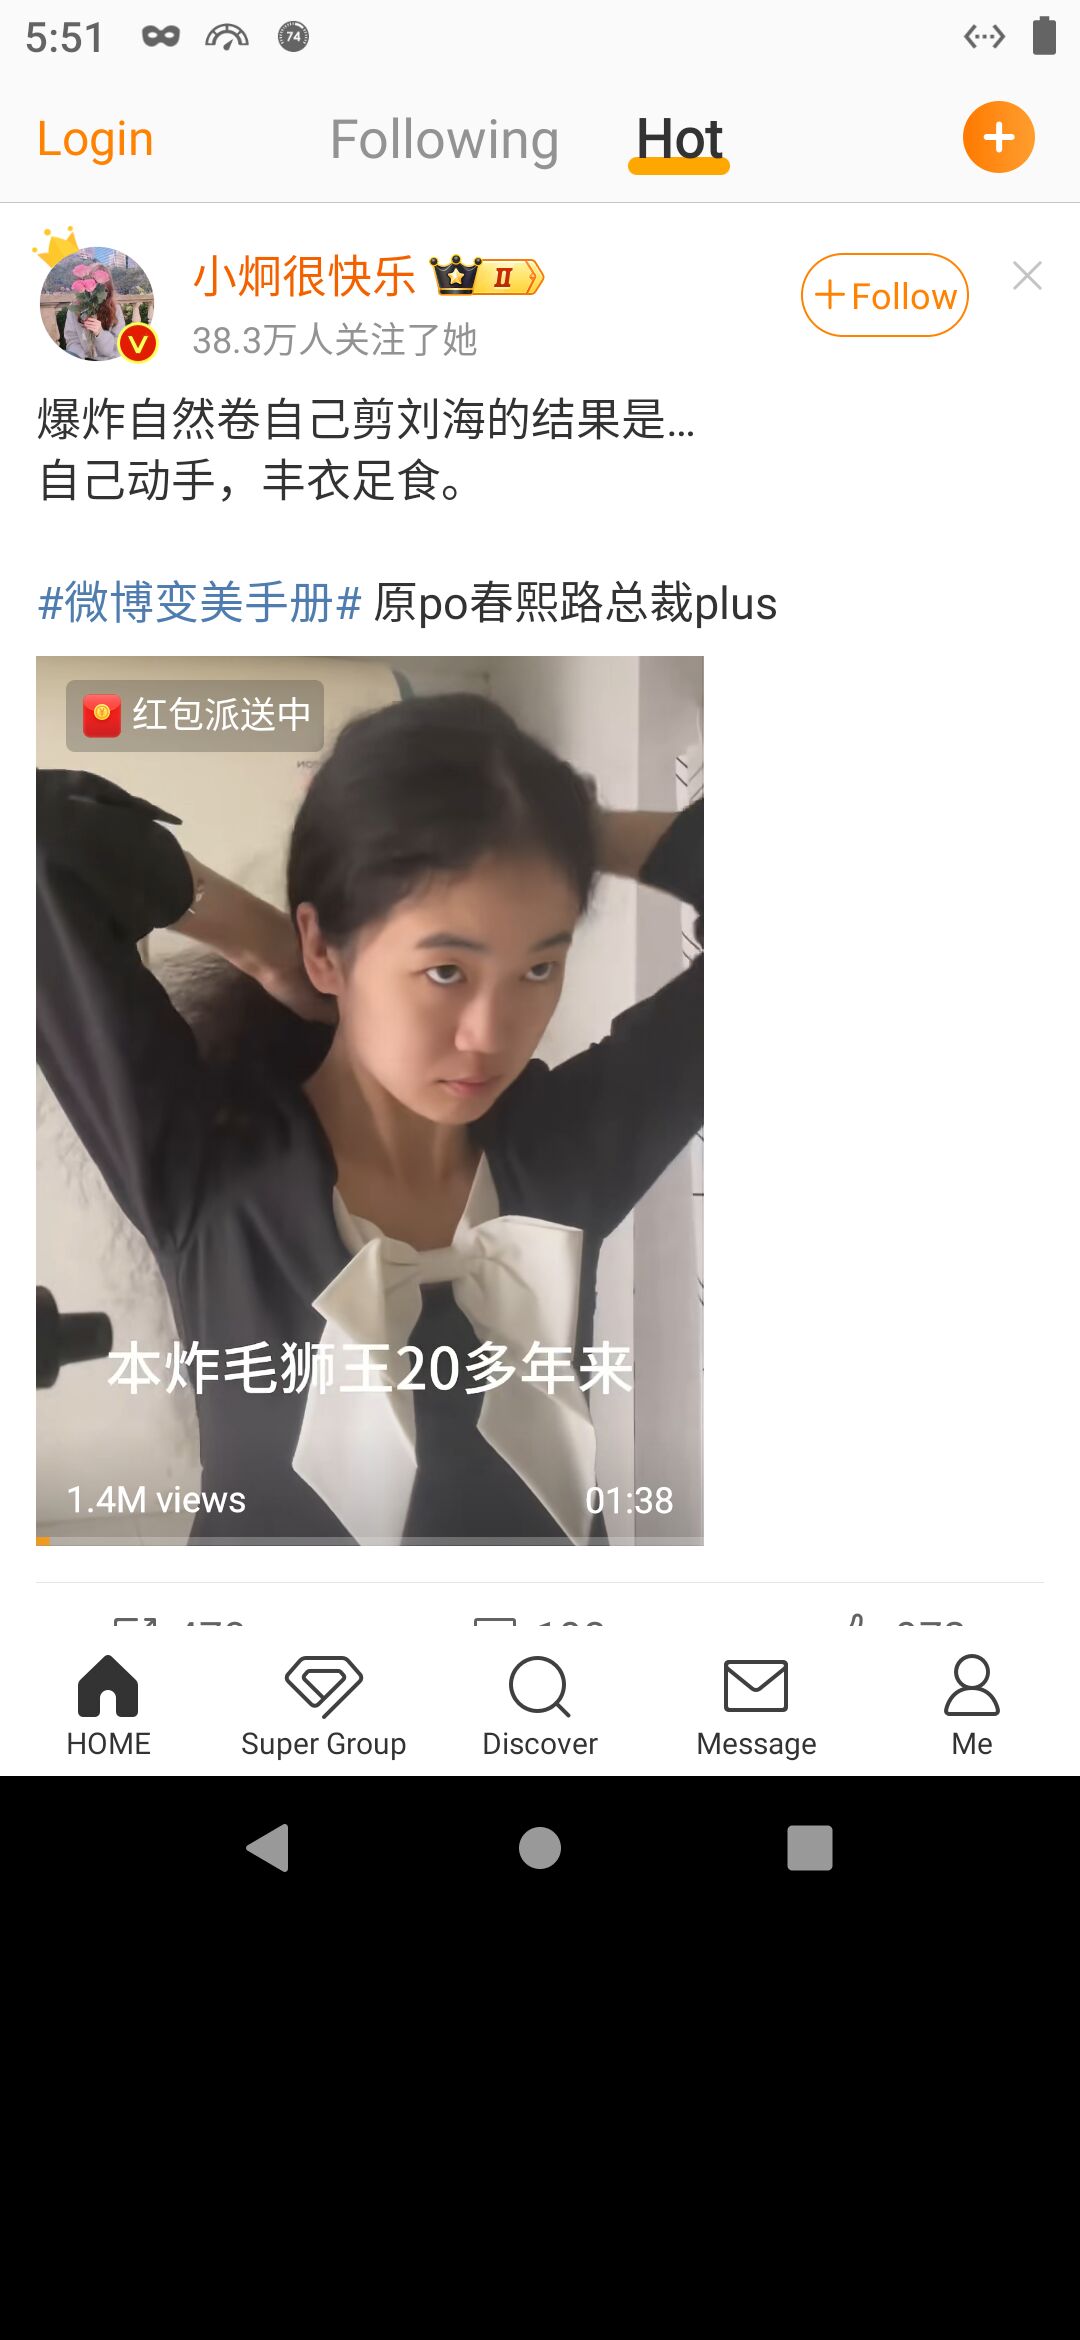 5:51
74
Login
Following
Hot
小炯很快乐
II
Follow
38.3万人关注了她
爆炸自然卷自己剪刘海的结果是...
自己动手，丰衣足食。
#微博变美手册# 原po春熙路总裁plus
红包派送中
本炸毛狮王20多年来
1.4M views
01:38
HOME
Super Group
Discover
Message
Me